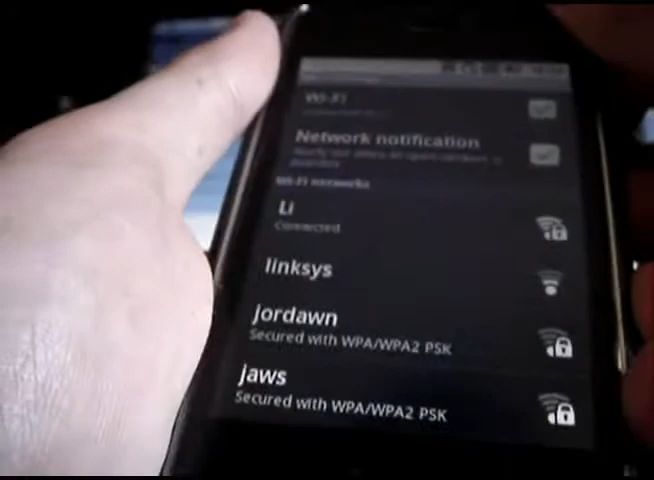 Wi-Fi
Network notification
Wi-Fi networks
Li
Connected
linksys
jordawn
Secured with WPA/WPA2 PSK
jaws
Secured with WPA/WPA2 PSK